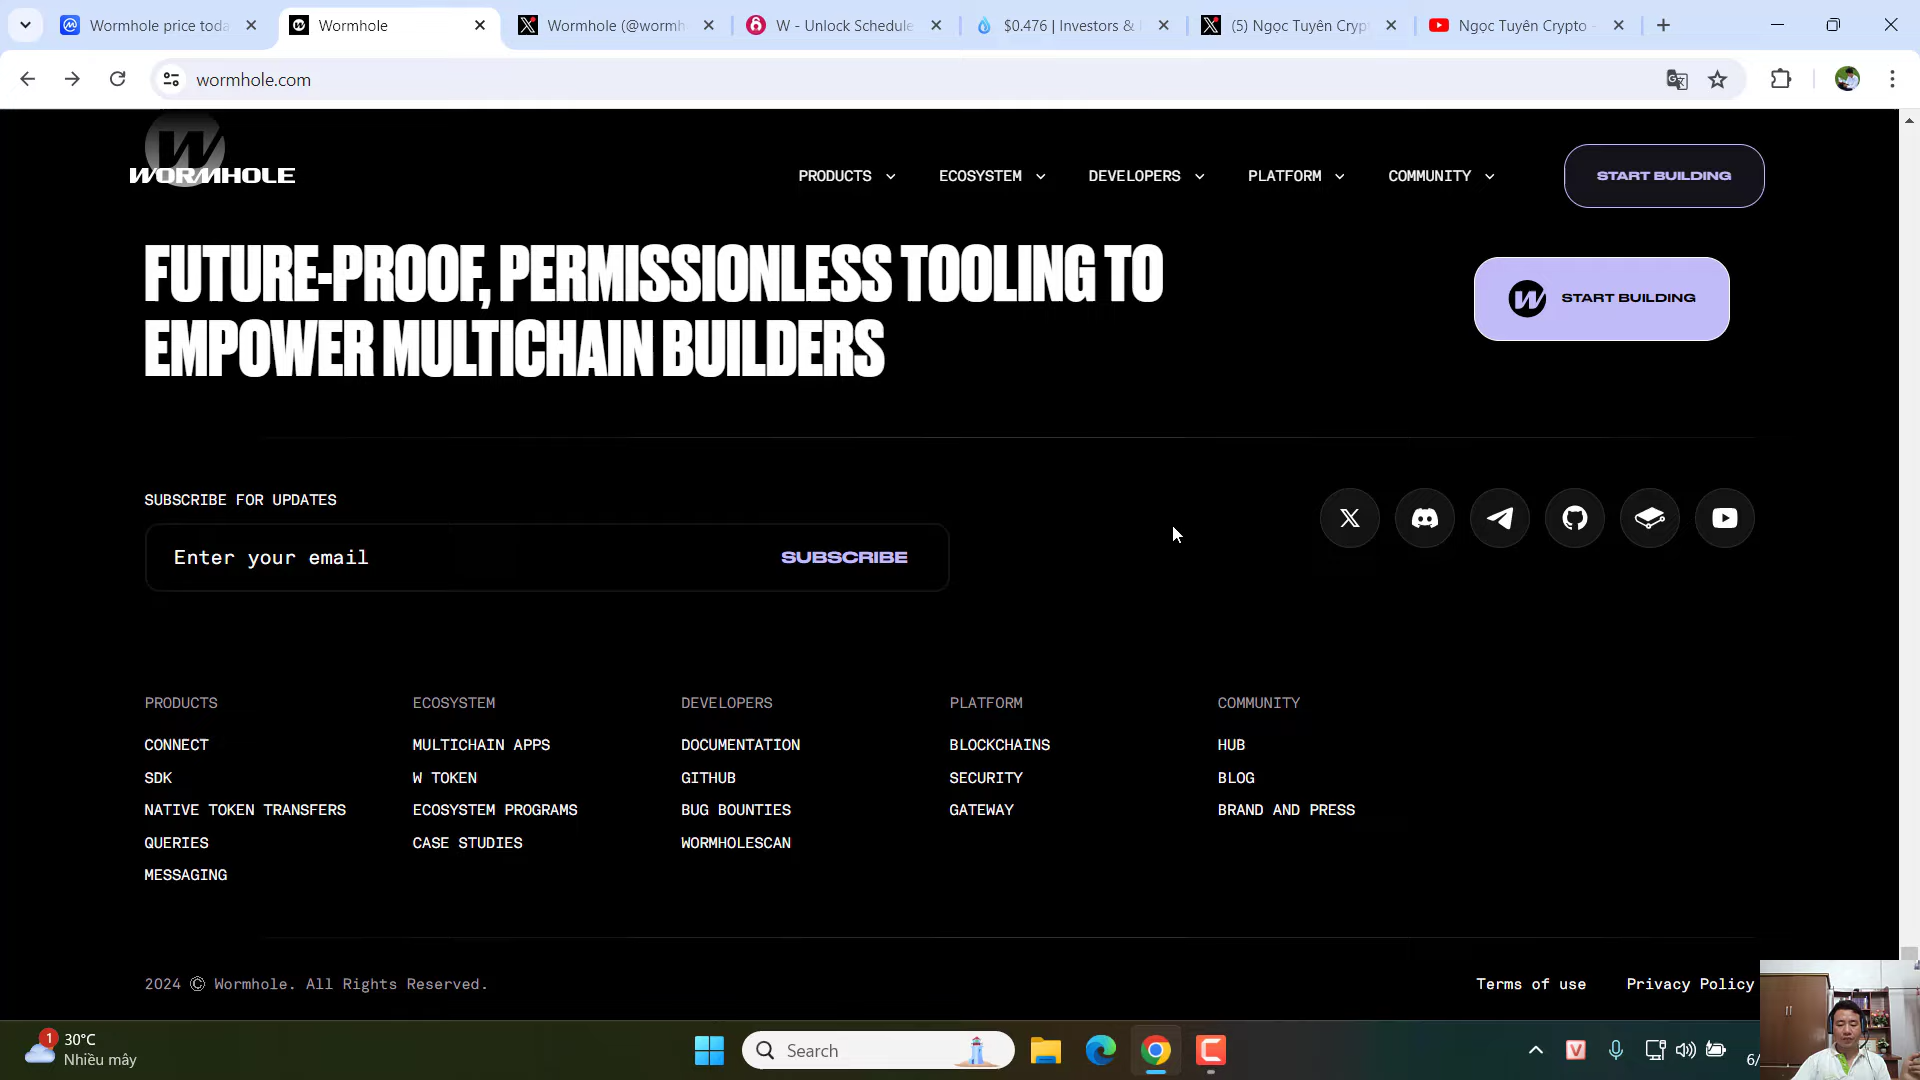 Wormhole price toda
Wormhole
Wormhole (@wormh
W - Unlock Schedule
$0.476 | Investors &
(5) Ngọc Tuyên Cryp
Ngọc Tuyên Crypto -
wormhole.com
WORMHOLE
PRODUCTS
ECOSYSTEM
DEVELOPERS
PLATFORM
COMMUNITY
START BUILDING
FUTURE-PROOF, PERMISSIONLESS TOOLING TO
EMPOWER MULTICHAIN BUILDERS
START BUILDING
SUBSCRIBE FOR UPDATES
Enter your email
SUBSCRIBE
PRODUCTS
CONNECT
SDK
NATIVE TOKEN TRANSFERS
QUERIES
MESSAGING
ECOSYSTEM
MULTICHAIN APPS
W TOKEN
ECOSYSTEM PROGRAMS
CASE STUDIES
DEVELOPERS
DOCUMENTATION
GITHUB
BUG BOUNTIES
WORMHOLESCAN
PLATFORM
BLOCKCHAINS
SECURITY
GATEWAY
COMMUNITY
HUB
BLOG
BRAND AND PRESS
2024 © Wormhole. All Rights Reserved.
Terms of use
Privacy Policy
1
30°C
Nhiều mây
Search
6/